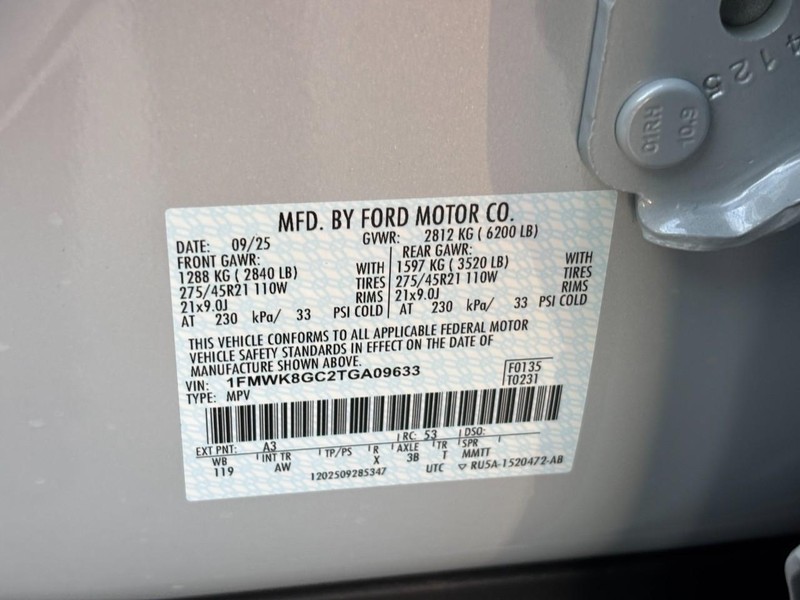 4125
01RH
10.9
MFD. BY FORD MOTOR CO.
DATE: 09/25 GVWR: 2812 KG ( 6200 LB)
FRONT GAWR: REAR GAWR:
1288 KG ( 2840 LB) WITH 1597 KG ( 3520 LB) WITH
275/45R21 110W TIRES 275/45R21 110W TIRES
21x9.0J RIMS 21x9.0J RIMS
AT 230 kPa/ 33 PSI COLD AT 230 kPa/ 33 PSI COLD
THIS VEHICLE CONFORMS TO ALL APPLICABLE FEDERAL MOTOR
VEHICLE SAFETY STANDARDS IN EFFECT ON THE DATE OF
MANUFACTURE SHOWN ABOVE.
VIN: 1FMWK8GC2TGA09633 F0135
TYPE: MPV T0231
EXT PNT: A3 RC: 53 DSO:
WB INT TR TP/PS R AXLE TR SPR
119 AW X 3B T MMTT
1202509285347 UTC ▽ RU5A-1520472-AB